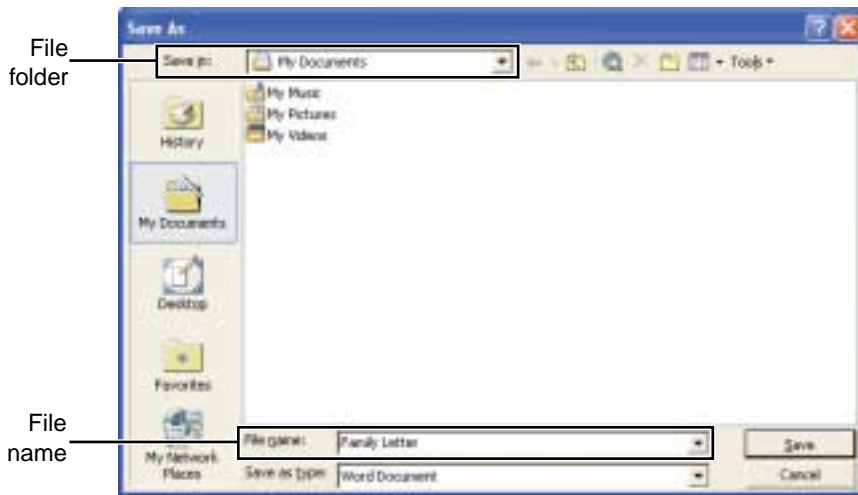 Save As
File
folder
Save in:
My Documents
Tools
My Music
My Pictures
My Videos
History
My Documents
Desktop
Favorites
My Network
Places
File
name
File name:
Family Letter
Save
Save as type:
Word Document
Cancel